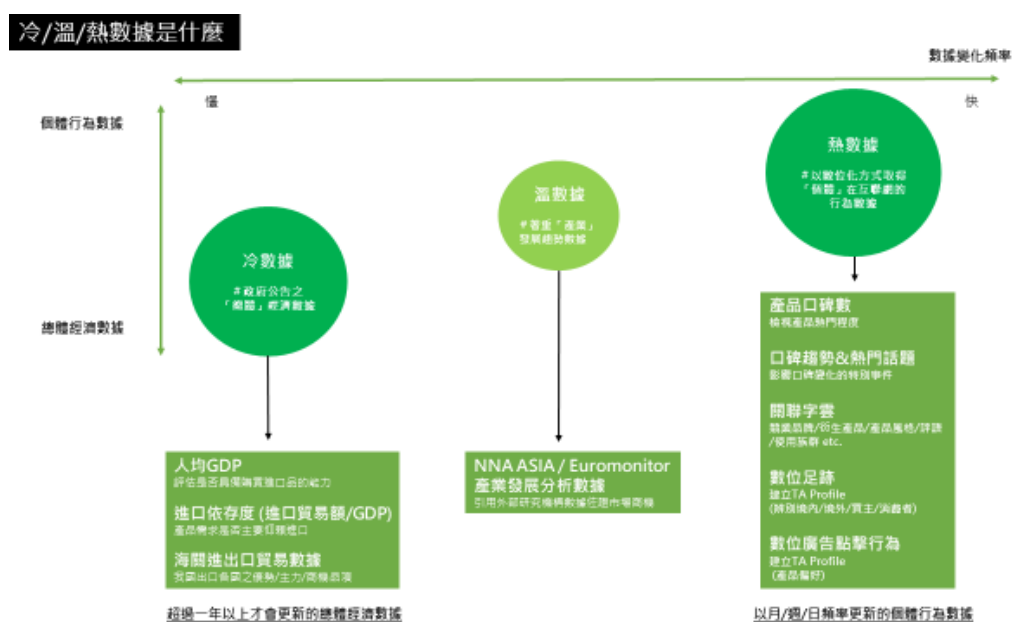 冷/溫/熱數據是什麼
數據變化頻率
慢
快
個體行為數據
總體經濟數據
熱數據
#以數位化方式取得
「個體」在互聯網的
行為數據
溫數據
#著重「產業」
發展趨勢數據
冷數據
#政府公告之
「總體」經濟數據
人均GDP
評估是否具備購買進口品的能力
進口依存度 (進口貿易額/GDP)
產品需求是否主要仰賴進口
海關進出口貿易數據
我國出口各國之優勢/主力/商機品項
超過一年以上才會更新的總體經濟數據
NNA ASIA / Euromonitor
產業發展分析數據
引用外部研究機構數據挖掘市場商機
產品口碑數
檢視產品熱門程度
口碑趨勢&熱門話題
影響口碑變化的特別事件
關聯字雲
競業品牌/衍生產品/產品風格/評語
/使用族群 etc.
數位足跡
建立TA Profile
(辨別境內/境外/買主/消費者)
數位廣告點擊行為
建立TA Profile
(產品偏好)
以月/週/日頻率更新的個體行為數據